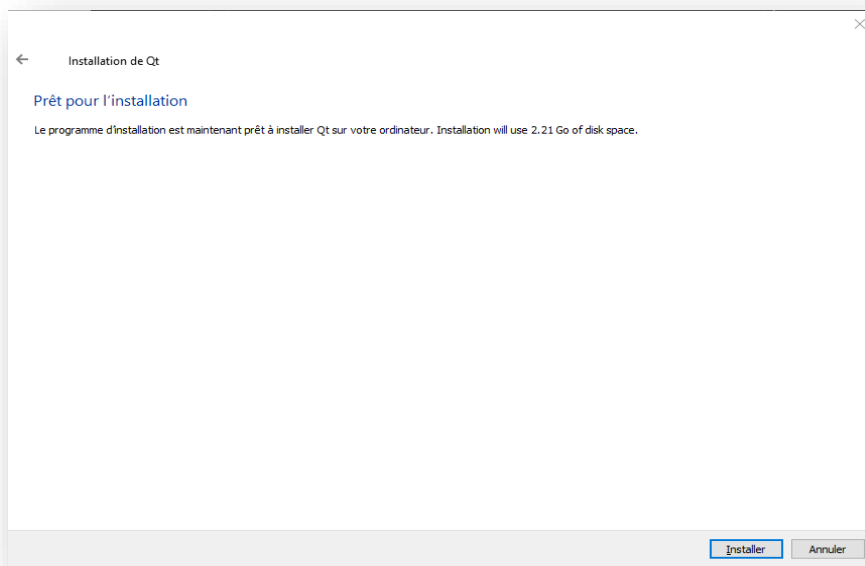 Installation de Qt
Prêt pour l'installation
Le programme d'installation est maintenant prêt à installer Qt sur votre ordinateur. Installation will use 2.21 Go of disk space.
Installer
Annuler